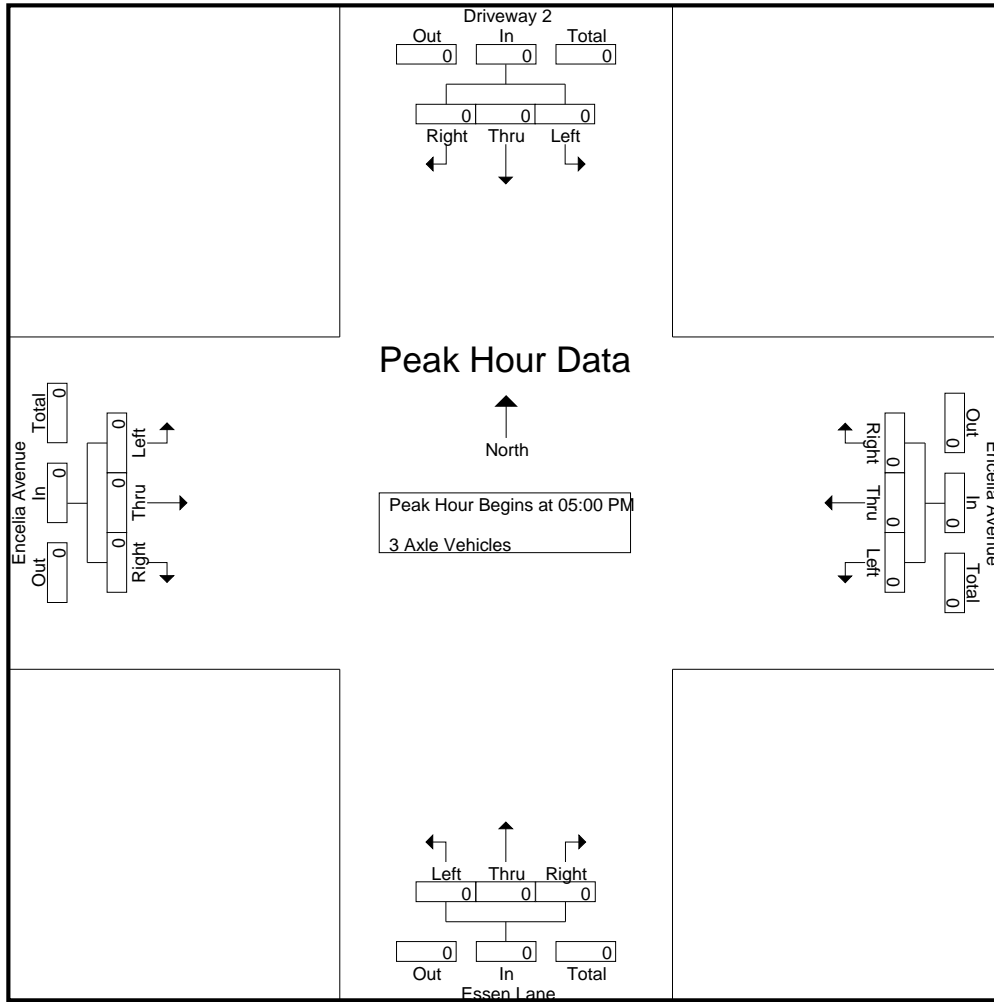 Driveway 2
Out In Total
0 0 0
0 0 0
Right Thru Left
Peak Hour Data
North
Peak Hour Begins at 05:00 PM
3 Axle Vehicles
Encelia Avenue
Total In Out
0 0 0
0 0 0
Left Thru Right
Encelia Avenue
Out In Total
0 0 0
0 0 0
Right Thru Left
Left Thru Right
0 0 0
0 0 0
Out In Total
Essen Lane